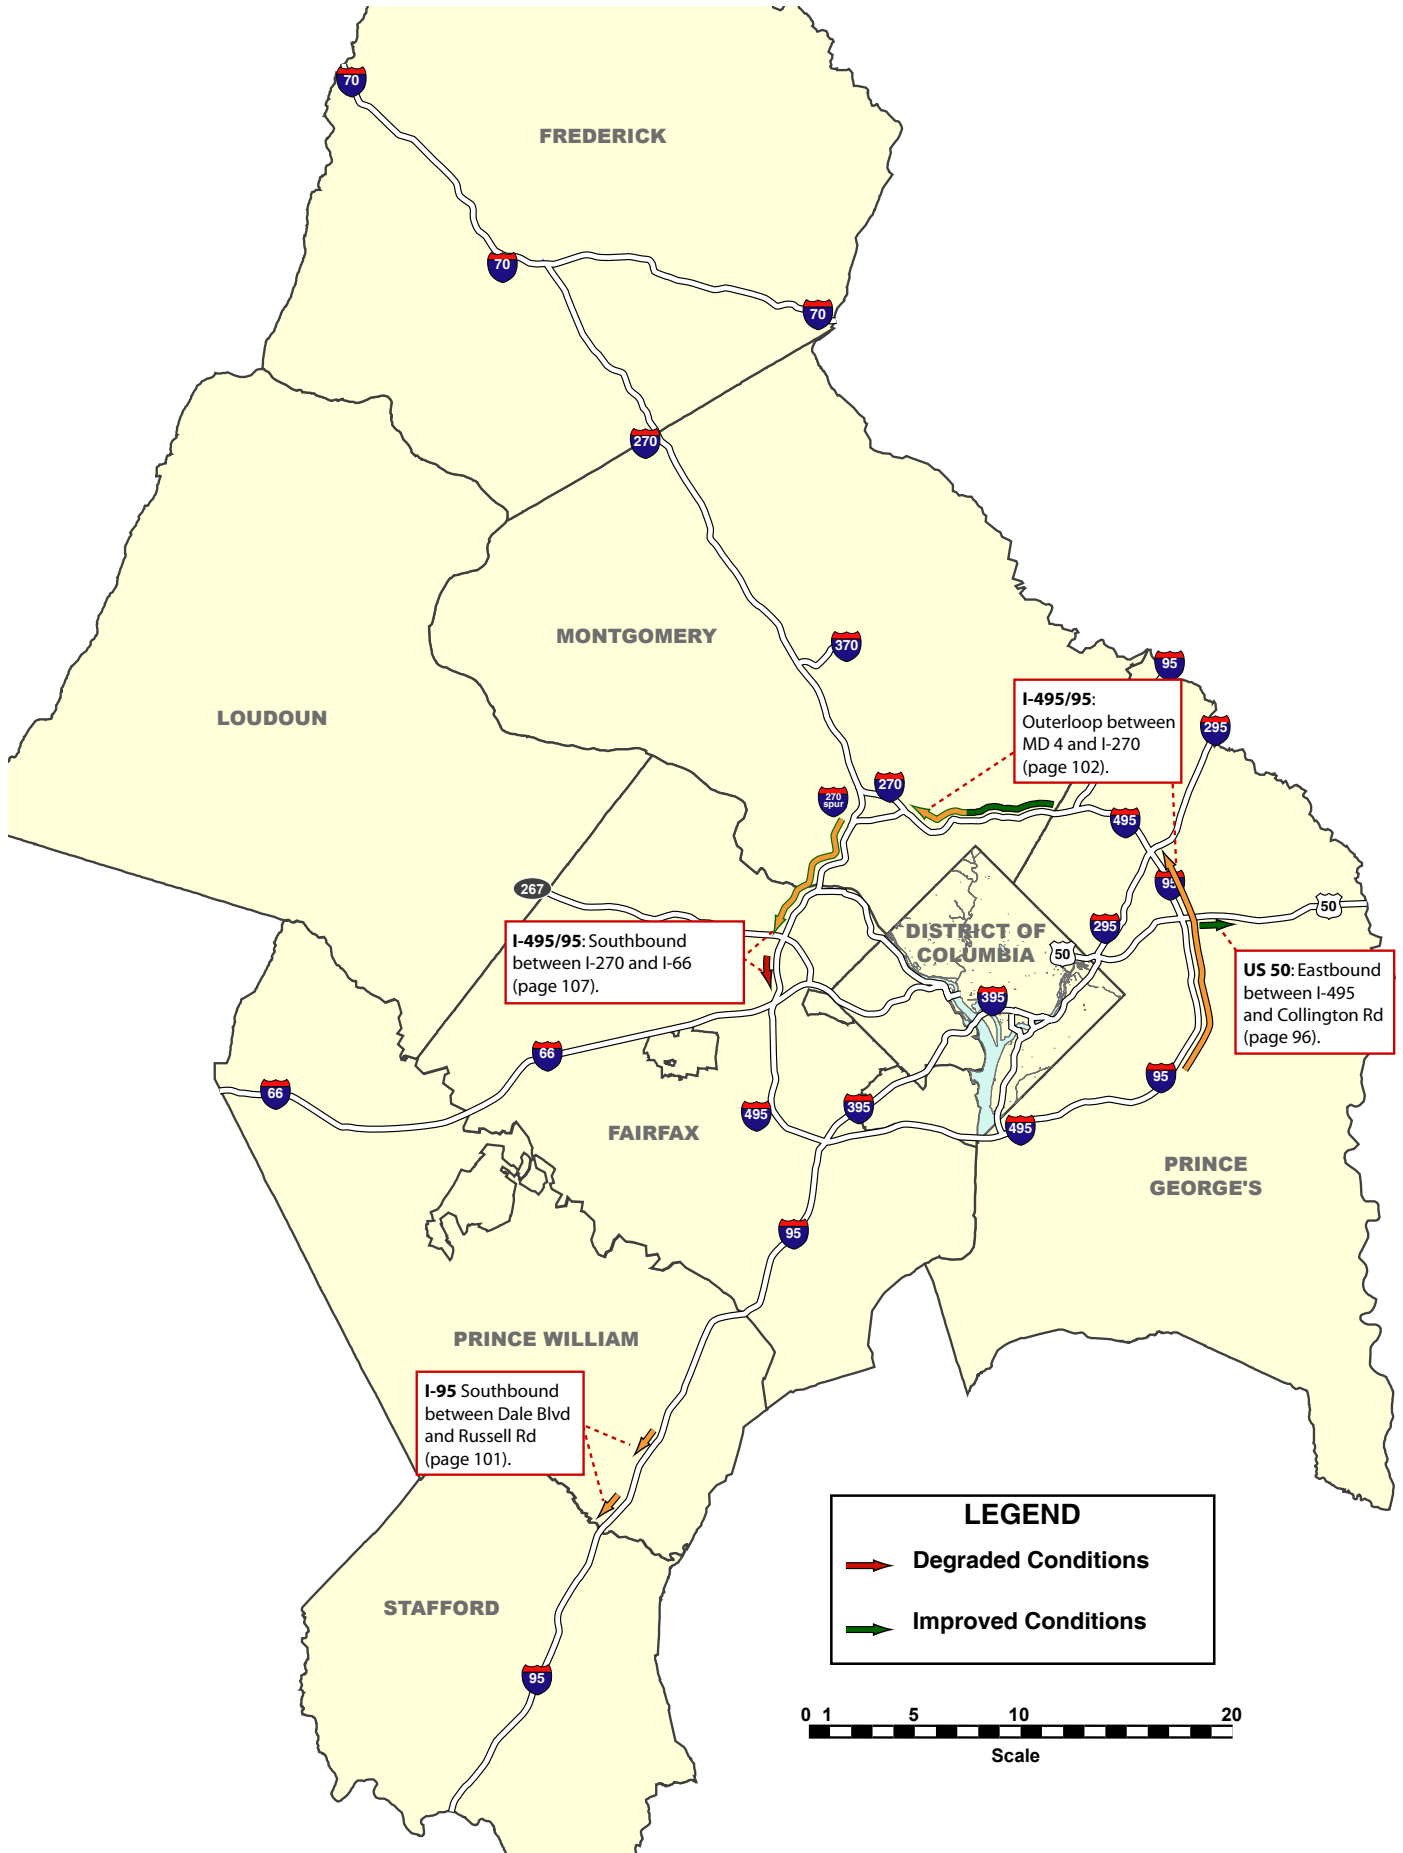 70
FREDERICK
70
70
270
MONTGOMERY
370
95
LOUDOUN
I-495/95:
Outerloop between
MD 4 and I-270
(page 102).
295
270
270
spur
495
267
95
50
295
DISTRICT OF
COLUMBIA
50
I-495/95: Southbound
between I-270 and I-66
(page 107).
US 50: Eastbound
between I-495
and Collington Rd
(page 96).
395
66
66
95
495
395
495
FAIRFAX
PRINCE
GEORGE'S
95
PRINCE WILLIAM
I-95 Southbound
between Dale Blvd
and Russell Rd
(page 101).
LEGEND
Degraded Conditions
Improved Conditions
STAFFORD
95
0 1 5 10 20
Scale